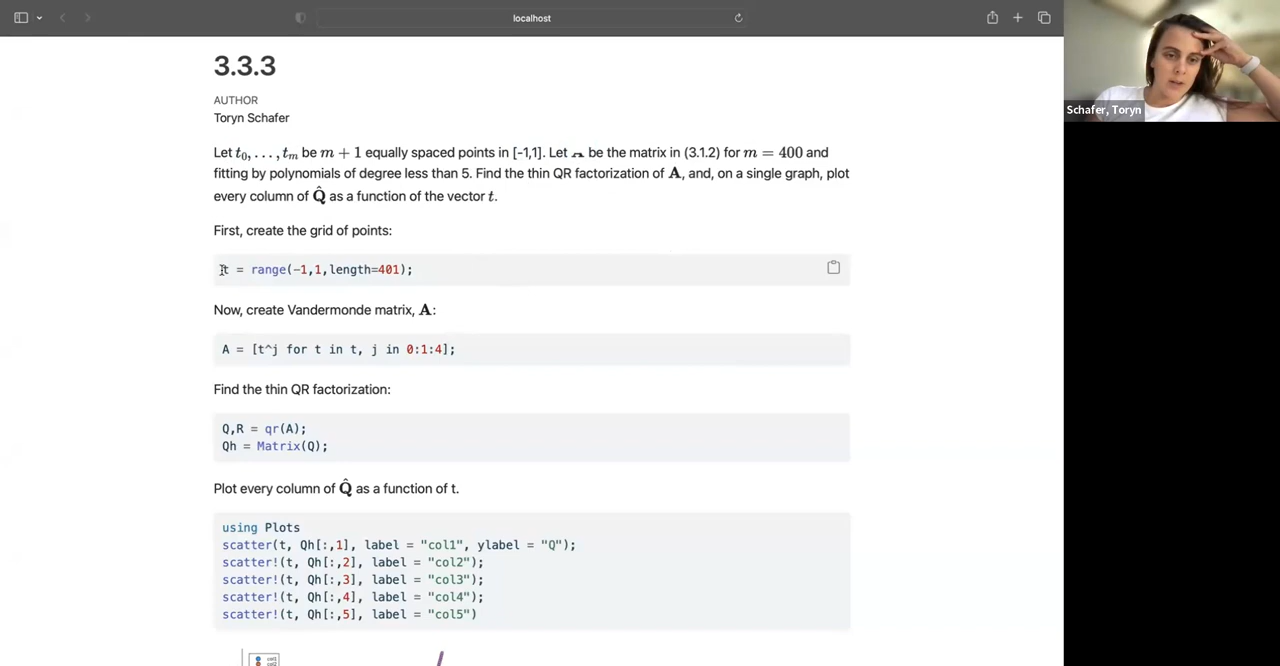 localhost
3.3.3
AUTHOR
Toryn Schafer
Let t₀, . . . , tₘ be m + 1 equally spaced points in [-1,1]. Let be the matrix in (3.1.2) for m = 400 and
fitting by polynomials of degree less than 5. Find the thin QR factorization of A, and, on a single graph, plot
every column of Q̂ as a function of the vector t.
First, create the grid of points:
t = range(-1,1,length=401);
Now, create Vandermonde matrix, A:
A = [t^j for t in t, j in 0:1:4];
Find the thin QR factorization:
Q,R = qr(A);
Qh = Matrix(Q);
Plot every column of Q̂ as a function of t.
using Plots
scatter(t, Qh[:,1], label = "col1", ylabel = "Q");
scatter!(t, Qh[:,2], label = "col2");
scatter!(t, Qh[:,3], label = "col3");
scatter!(t, Qh[:,4], label = "col4");
scatter!(t, Qh[:,5], label = "col5")
col1
col2
Schafer, Toryn